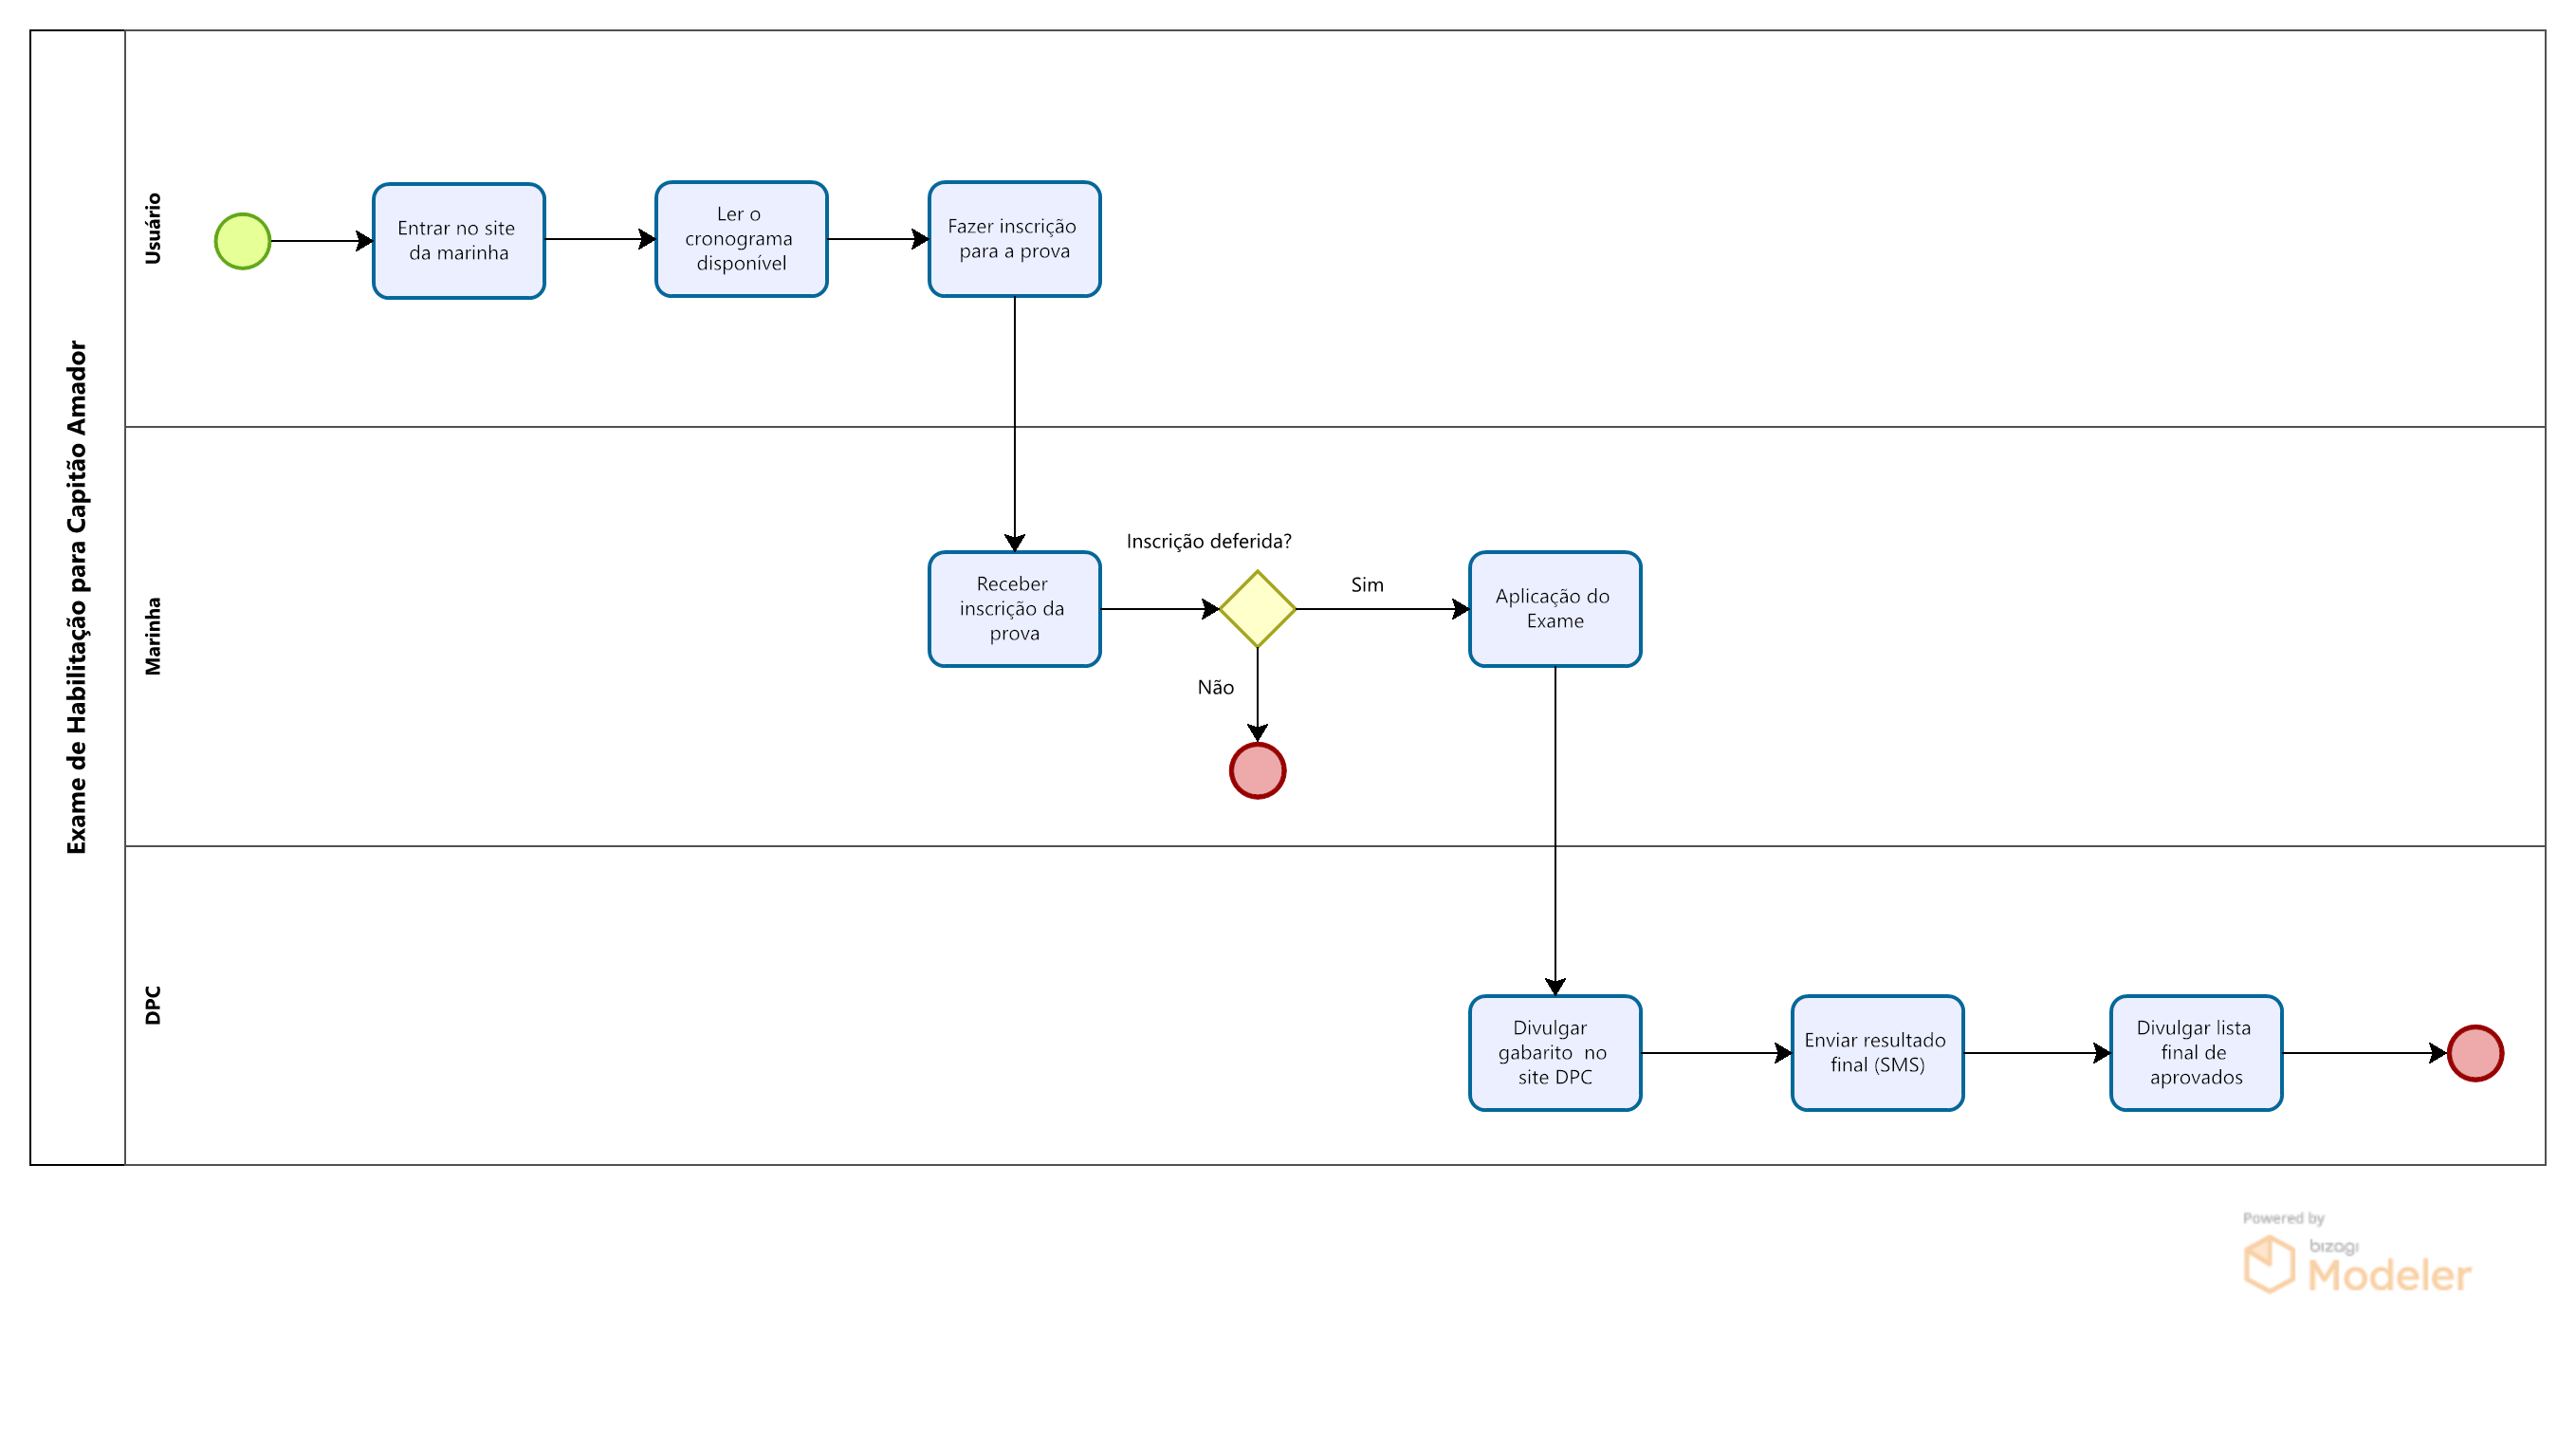 Exame de Habilitação para Capitão Amador
Usuário
Entrar no site
da marinha
Ler o
cronograma
disponível
Fazer inscrição
para a prova
Marinha
Receber
inscrição da
prova
Inscrição deferida?
Sim
Não
Aplicação do
Exame
DPC
Divulgar
gabarito no
site DPC
Enviar resultado
final (SMS)
Divulgar lista
final de
aprovados
Powered by
bizagi
Modeler